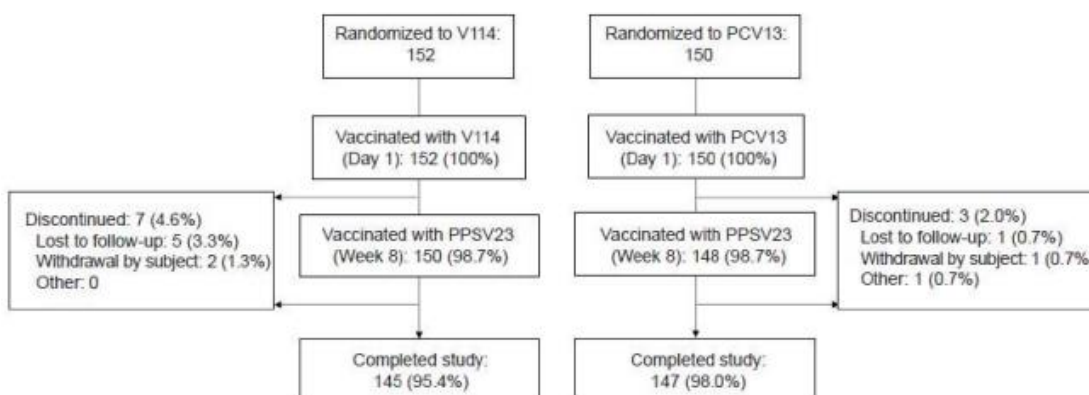 Randomized to V114:
152
Randomized to PCV13:
150
Vaccinated with V114
(Day 1): 152 (100%)
Vaccinated with PCV13
(Day 1): 150 (100%)
Discontinued: 7 (4.6%)
Lost to follow-up: 5 (3.3%)
Withdrawal by subject: 2 (1.3%)
Other: 0
Vaccinated with PPSV23
(Week 8): 150 (98.7%)
Vaccinated with PPSV23
(Week 8): 148 (98.7%)
Discontinued: 3 (2.0%)
Lost to follow-up: 1 (0.7%)
Withdrawal by subject: 1 (0.7%
Other: 1 (0.7%)
Completed study:
145 (95.4%)
Completed study:
147 (98.0%)